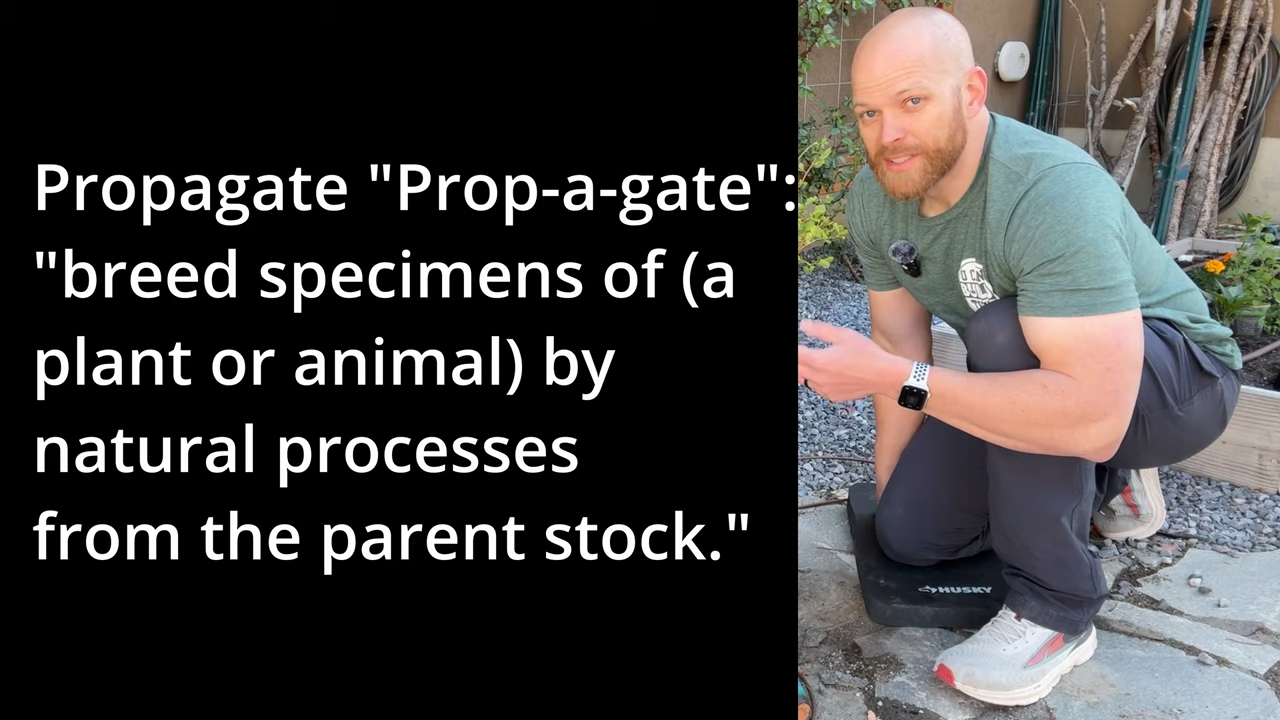 Propagate "Prop-a-gate":
"breed specimens of (a
plant or animal) by
natural processes
from the parent stock."
HUSKY